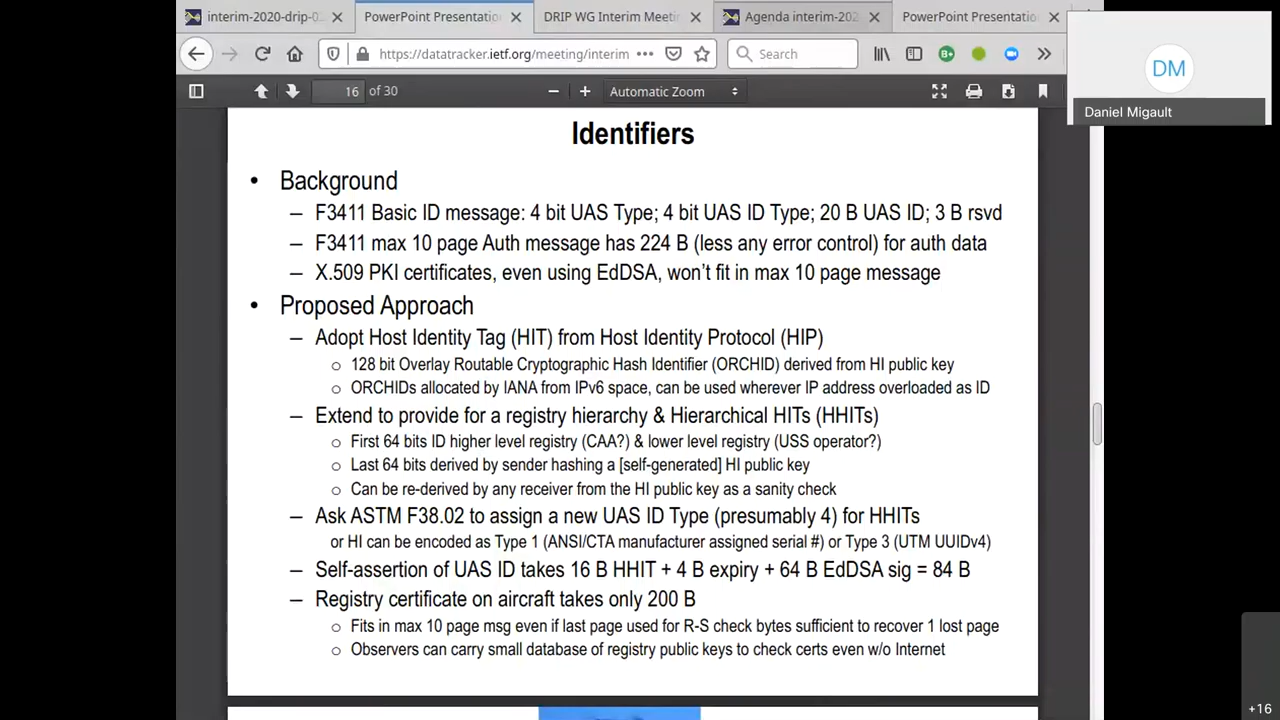 interim-2020-drip-0
PowerPoint Presentatio
DRIP WG Interim Meeti
Agenda interim-202
PowerPoint Presentatio
https://datatracker.ietf.org/meeting/interim
Search
16 of 30
Automatic Zoom
DM
Daniel Migault
Identifiers
• Background
– F3411 Basic ID message: 4 bit UAS Type; 4 bit UAS ID Type; 20 B UAS ID; 3 B rsvd
– F3411 max 10 page Auth message has 224 B (less any error control) for auth data
– X.509 PKI certificates, even using EdDSA, won't fit in max 10 page message
• Proposed Approach
– Adopt Host Identity Tag (HIT) from Host Identity Protocol (HIP)
○ 128 bit Overlay Routable Cryptographic Hash Identifier (ORCHID) derived from HI public key
○ ORCHIDs allocated by IANA from IPv6 space, can be used wherever IP address overloaded as ID
– Extend to provide for a registry hierarchy & Hierarchical HITs (HHITs)
○ First 64 bits ID higher level registry (CAA?) & lower level registry (USS operator?)
○ Last 64 bits derived by sender hashing a [self-generated] HI public key
○ Can be re-derived by any receiver from the HI public key as a sanity check
– Ask ASTM F38.02 to assign a new UAS ID Type (presumably 4) for HHITs
or HI can be encoded as Type 1 (ANSI/CTA manufacturer assigned serial #) or Type 3 (UTM UUIDv4)
– Self-assertion of UAS ID takes 16 B HHIT + 4 B expiry + 64 B EdDSA sig = 84 B
– Registry certificate on aircraft takes only 200 B
○ Fits in max 10 page msg even if last page used for R-S check bytes sufficient to recover 1 lost page
○ Observers can carry small database of registry public keys to check certs even w/o Internet
+16